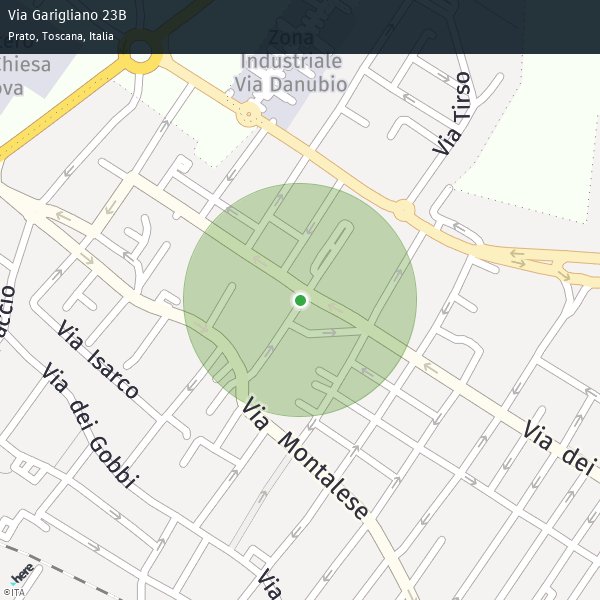 Via Garigliano 23B
Prato, Toscana, Italia
Zona
Industriale
Via Danubio
Chiesa
ova
Via Tirso
Via Isarco
Via dei Gobbi
Via Montalese
Via dei
Via
here
©ITA